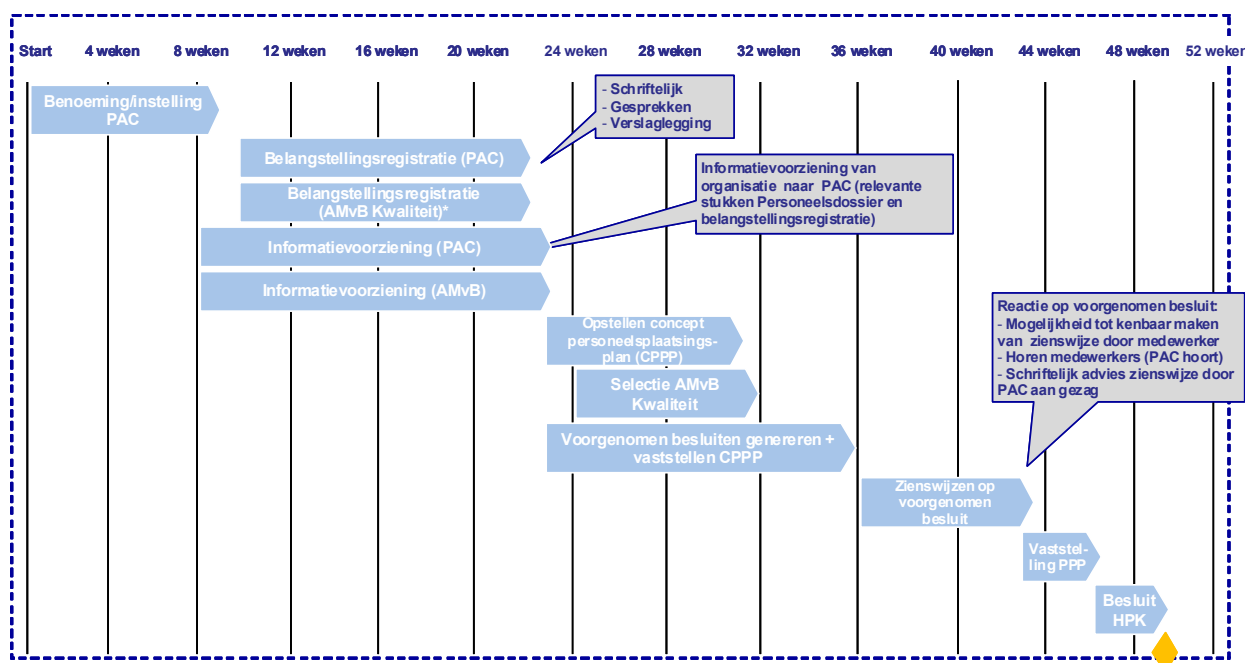 Start 4 weken 8 weken 12 weken 16 weken 20 weken 24 weken 28 weken 32 weken 36 weken 40 weken 44 weken 48 weken 52 weken
Benoeming/instelling
PAC
- Schriftelijk
- Gesprekken
- Verslaglegging
Belangstellingsregistratie (PAC)
Belangstellingsregistratie
(AMvB Kwaliteit)*
Informatievoorziening van
organisatie naar PAC (relevante
stukken Personeelsdossier en
belangstellingsregistratie)
Informatievoorziening (PAC)
Informatievoorziening (AMvB)
Opstellen concept
personeelsplaatsings-
plan (CPPP)
Selectie AMvB
Kwaliteit
Reactie op voorgenomen besluit:
- Mogelijkheid tot kenbaar maken
van zienswijze door medewerker
- Horen medewerkers (PAC hoort)
- Schriftelijk advies zienswijze door
PAC aan gezag
Voorgenomen besluiten genereren +
vaststellen CPPP
Zienswijzen op
voorgenomen
besluit
Vaststel-
ling PPP
Besluit
HPK